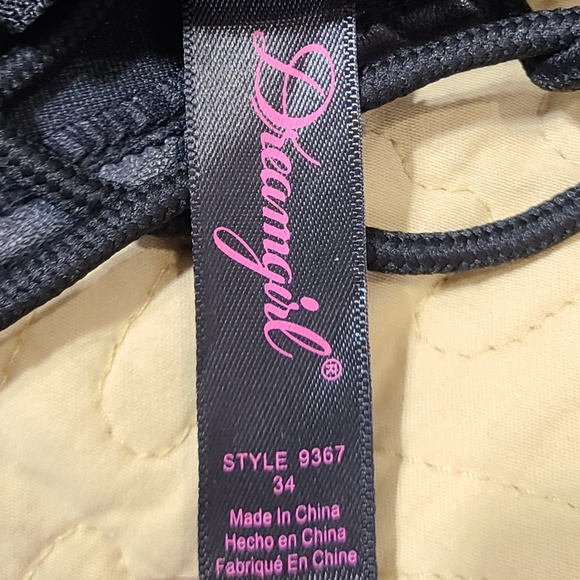 Dreamgirl®
STYLE 9367
34
Made In China
Hecho en China
Fabriqué En Chine